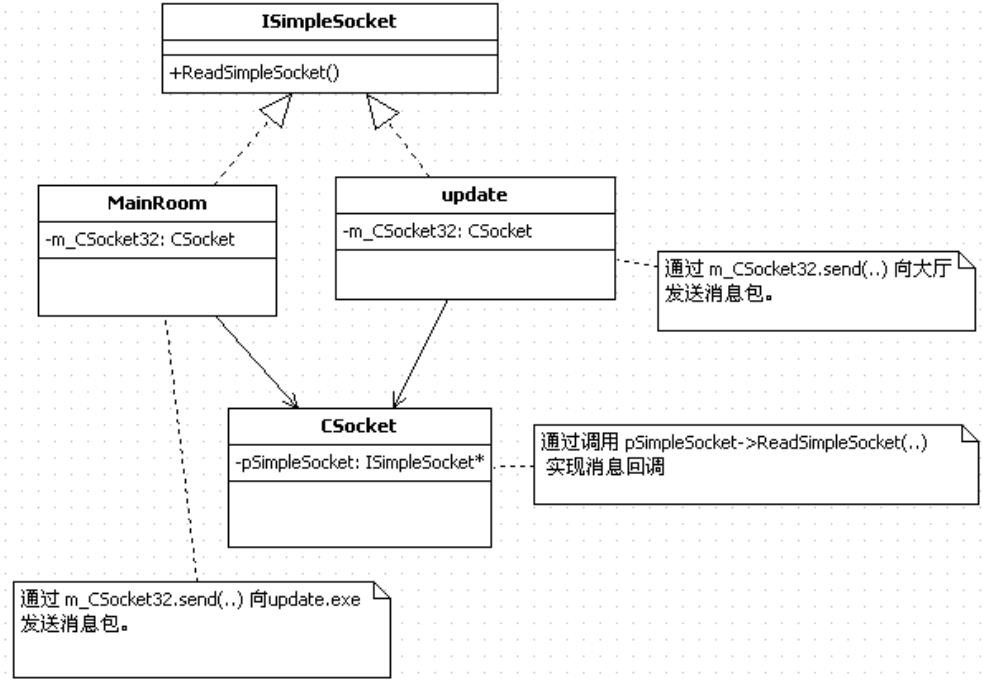 ISimpleSocket
+ReadSimpleSocket()
MainRoom
-m_CSocket32: CSocket
update
-m_CSocket32: CSocket
通过 m_CSocket32.send(..) 向大厅
发送消息包。
CSocket
-pSimpleSocket: ISimpleSocket*
通过调用 pSimpleSocket->ReadSimpleSocket(..)
实现消息回调
通过 m_CSocket32.send(..) 向update.exe
发送消息包。